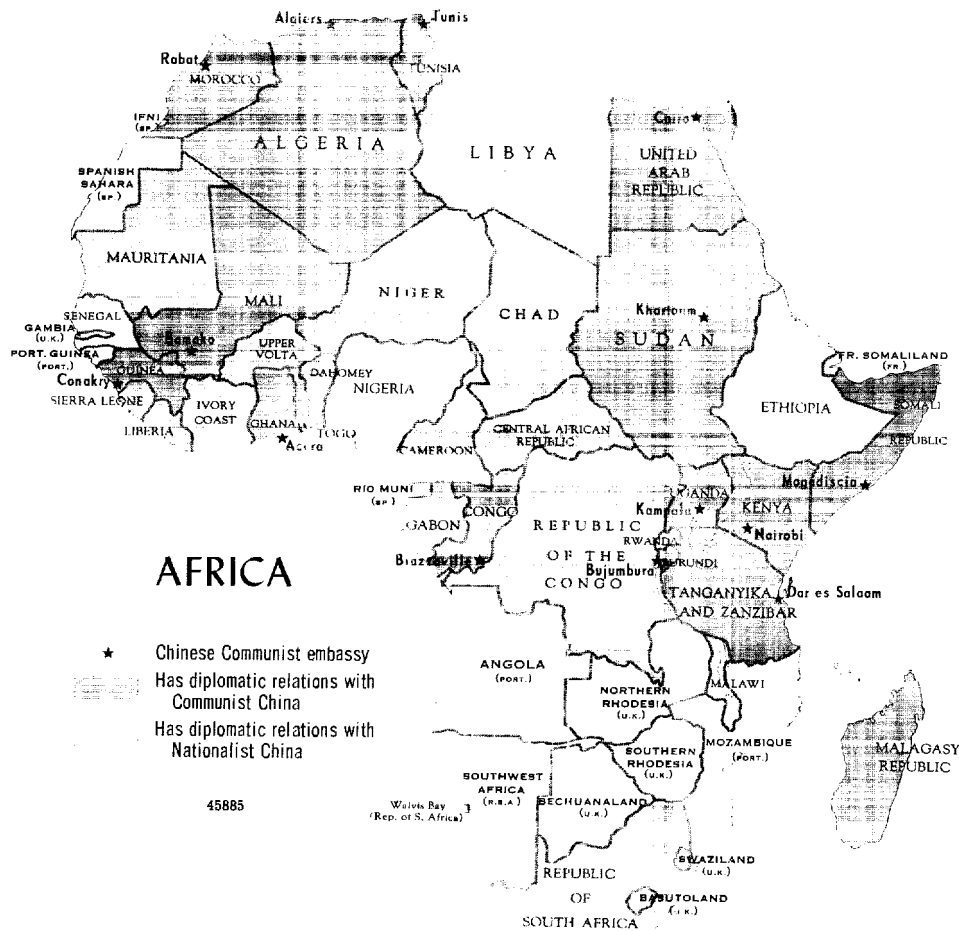 Algiers
Tunis
Rabat
MOROCCO
TUNISIA
IFNI
(SP.)
ALGERIA
LIBYA
Cairo
UNITED
ARAB
REPUBLIC
SPANISH
SAHARA
(SP.)
MAURITANIA
MALI
NIGER
CHAD
Khartoum
SUDAN
SENEGAL
GAMBIA
(U.K.)
Bamako
UPPER
VOLTA
PORT. GUINEA
(PORT.)
GUINEA
Conakry
SIERRA LEONE
DAHOMEY
NIGERIA
FR. SOMALILAND
(FR.)
LIBERIA
IVORY
COAST
GHANA
TOGO
Accra
ETHIOPIA
SOMALI
REPUBLIC
CENTRAL AFRICAN
REPUBLIC
CAMEROON
RIO MUNI
(SP.)
CONGO
GABON
REPUBLIC
OF THE
CONGO
UGANDA
Kampala
KENYA
Mogadiscio
Nairobi
RWANDA
BURUNDI
Brazzaville
Bujumbura
TANGANYIKA
AND ZANZIBAR
Dar es Salaam
AFRICA
Chinese Communist embassy
Has diplomatic relations with
Communist China
Has diplomatic relations with
Nationalist China
45885
ANGOLA
(PORT.)
NORTHERN
RHODESIA
(U.K.)
MALAWI
SOUTHERN
RHODESIA
(U.K.)
MOZAMBIQUE
(PORT.)
MALAGASY
REPUBLIC
SOUTHWEST
AFRICA
(R.S.A.)
Walvis Bay
(Rep. of S. Africa)
BECHUANALAND
(U.K.)
SWAZILAND
(U.K.)
REPUBLIC
OF
SOUTH AFRICA
BASUTOLAND
(U.K.)